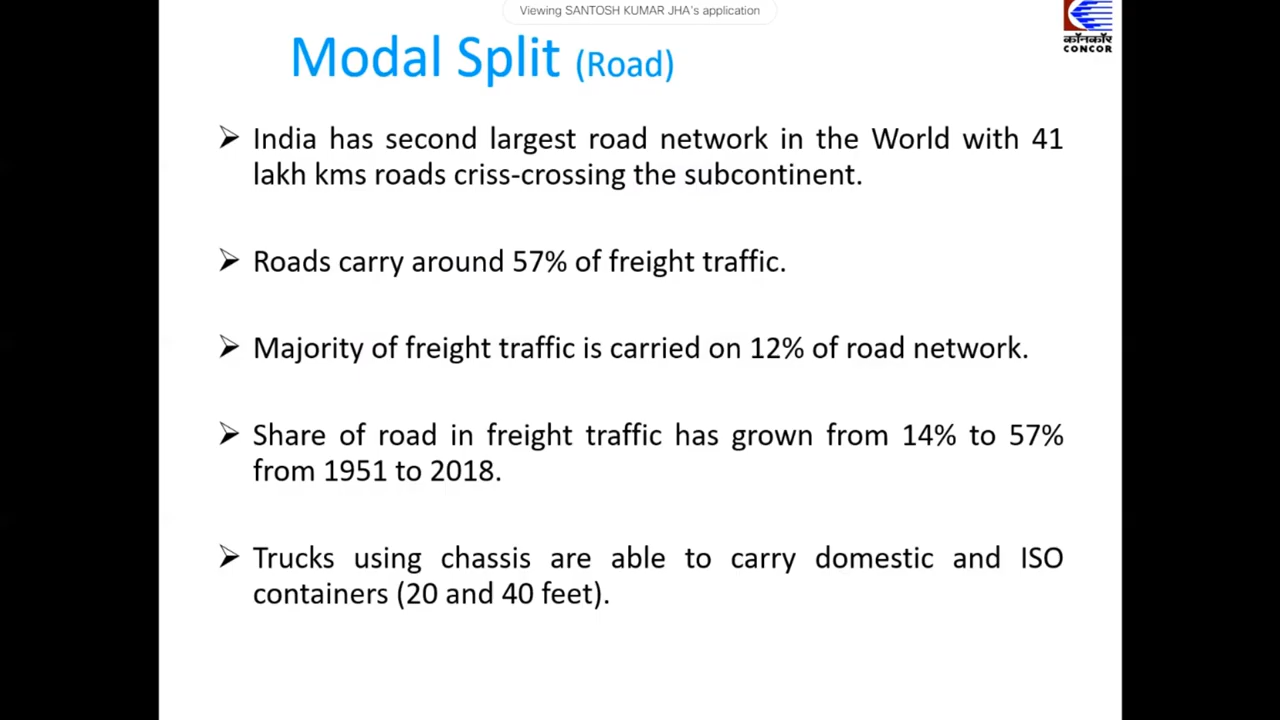 Viewing SANTOSH KUMAR JHA's application
कॉनकॉर
CONCOR
Modal Split (Road)
➢ India has second largest road network in the World with 41
lakh kms roads criss-crossing the subcontinent.
➢ Roads carry around 57% of freight traffic.
➢ Majority of freight traffic is carried on 12% of road network.
➢ Share of road in freight traffic has grown from 14% to 57%
from 1951 to 2018.
➢ Trucks using chassis are able to carry domestic and ISO
containers (20 and 40 feet).